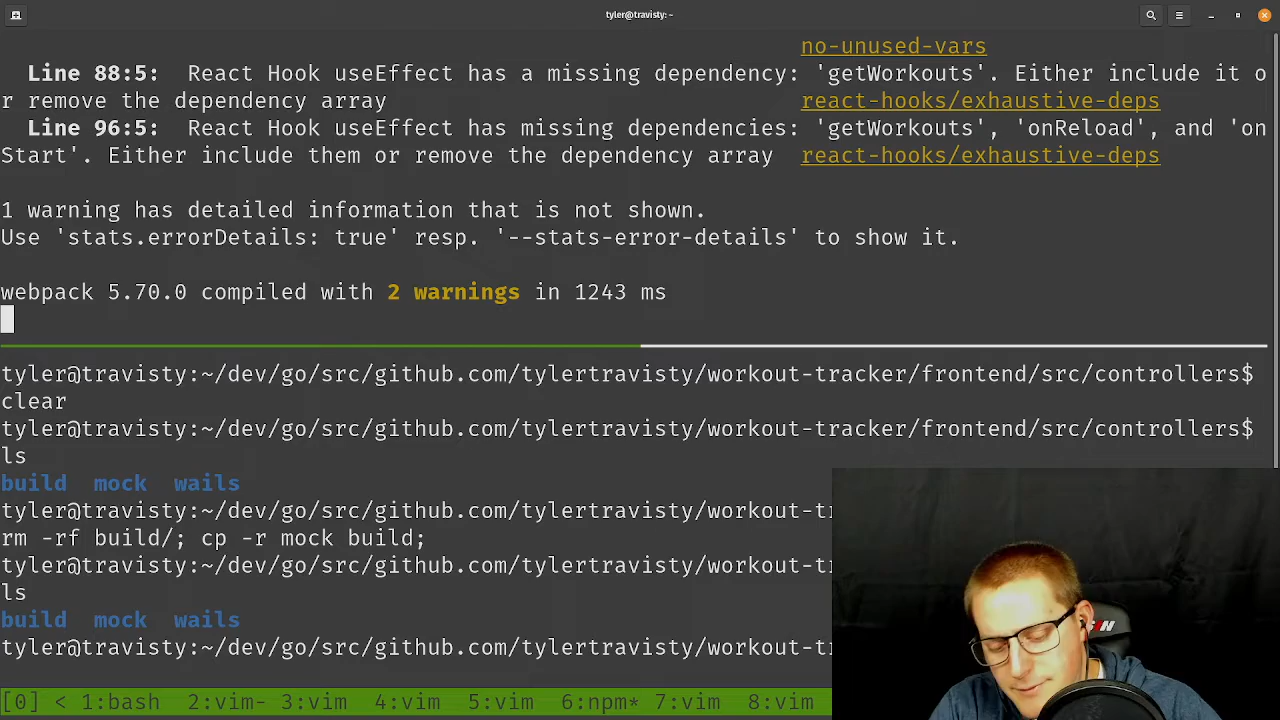 tyler@travisty: ~
no-unused-vars
Line 88:5: React Hook useEffect has a missing dependency: 'getWorkouts'. Either include it o
r remove the dependency array react-hooks/exhaustive-deps
Line 96:5: React Hook useEffect has missing dependencies: 'getWorkouts', 'onReload', and 'on
Start'. Either include them or remove the dependency array react-hooks/exhaustive-deps
1 warning has detailed information that is not shown.
Use 'stats.errorDetails: true' resp. '--stats-error-details' to show it.
webpack 5.70.0 compiled with 2 warnings in 1243 ms
tyler@travisty:~/dev/go/src/github.com/tylertravisty/workout-tracker/frontend/src/controllers$
clear
tyler@travisty:~/dev/go/src/github.com/tylertravisty/workout-tracker/frontend/src/controllers$
ls
build mock wails
tyler@travisty:~/dev/go/src/github.com/tylertravisty/workout-tr
rm -rf build/; cp -r mock build;
tyler@travisty:~/dev/go/src/github.com/tylertravisty/workout-tr
ls
build mock wails
tyler@travisty:~/dev/go/src/github.com/tylertravisty/workout-tr
[0] < 1:bash 2:vim- 3:vim 4:vim 5:vim 6:npm* 7:vim 8:vim